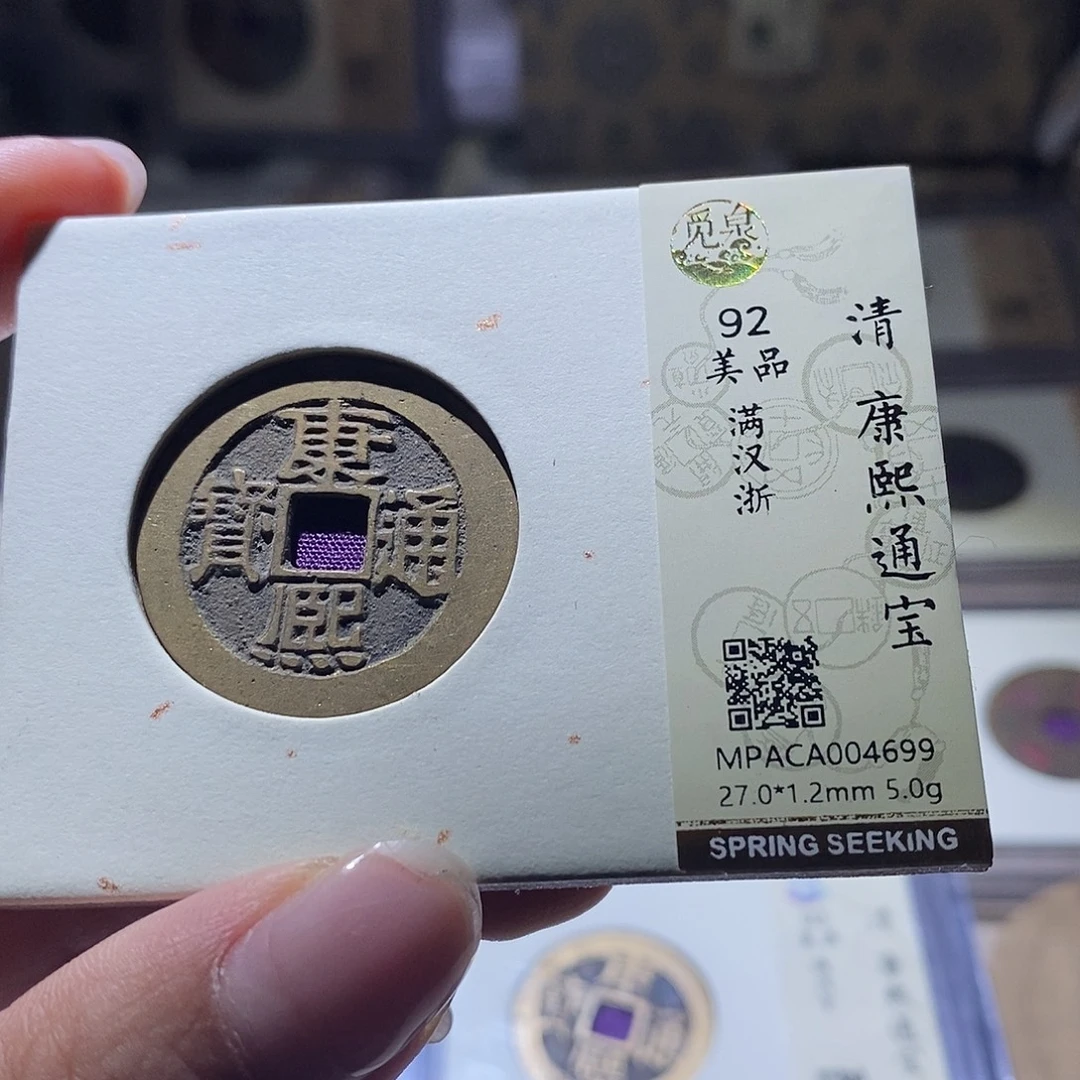 康熙通寶
觅泉
92
美品
满汉浙
清 康熙通宝
MPACA004699
27.0*1.2mm 5.0g
SPRING SEEKING